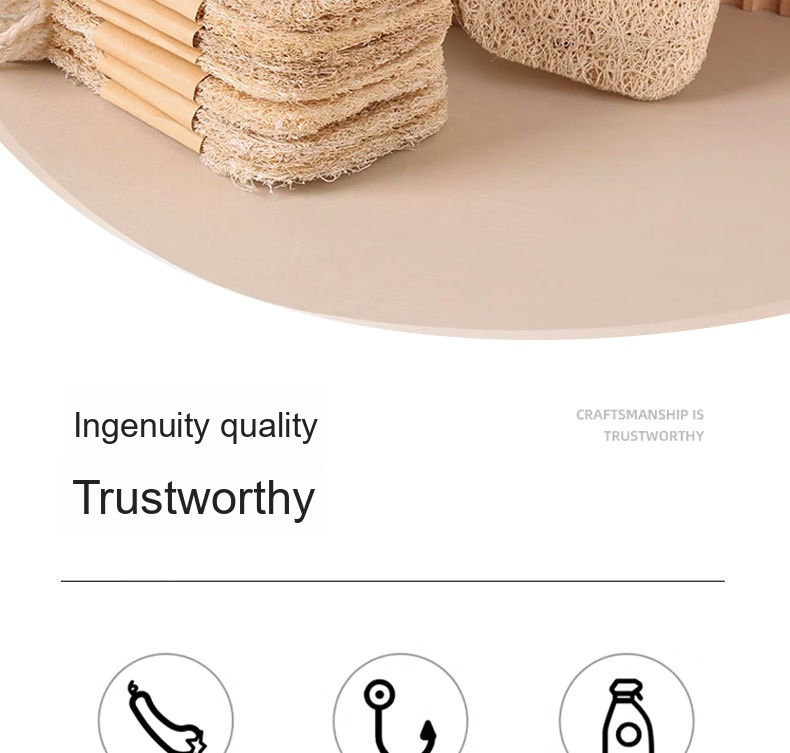 Ingenuity quality
Trustworthy
CRAFTSMANSHIP IS
TRUSTWORTHY